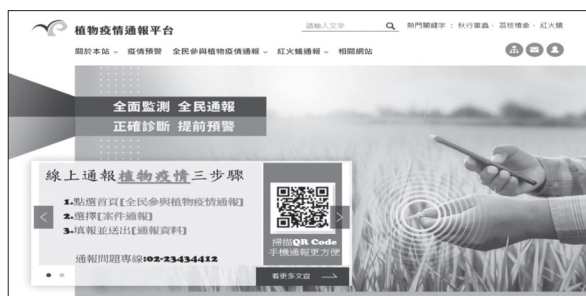 植物疫情通報平台
請輸入文字
熱門關鍵字 : 秋行軍蟲、荔枝椿象、紅火蟻
關於本站
疫情預警
全民參與植物疫情通報
紅火蟻通報
相關網站
全面監測 全民通報
正確診斷 提前預警
線上通報植物疫情三步驟
1.點選首頁[全民參與植物疫情通報]
2.選擇[案件通報]
3.填報並送出[通報資料]
通報問題專線:02-23434412
掃描QR Code
手機通報更方便
看更多文宣